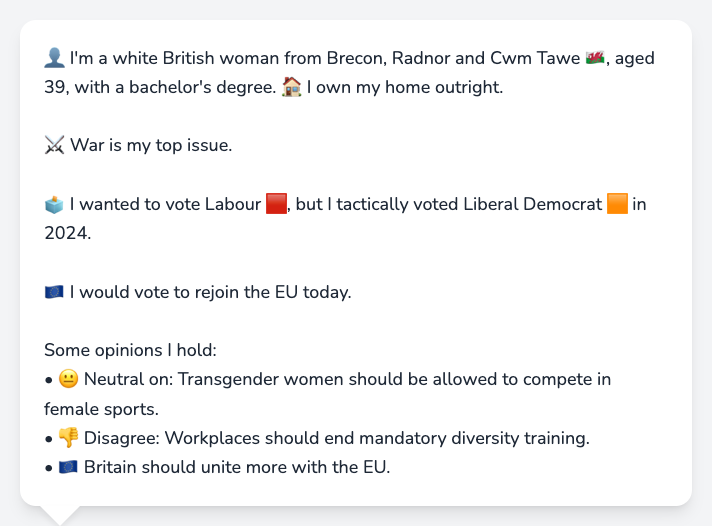 👤 I'm a white British woman from Brecon, Radnor and Cwm Tawe 🏴󠁧󠁢󠁷󠁬󠁳󠁿, aged
39, with a bachelor's degree. 🏠 I own my home outright.
⚔️ War is my top issue.
🗳️ I wanted to vote Labour 🟥, but I tactically voted Liberal Democrat 🟧 in
2024.
🇪🇺 I would vote to rejoin the EU today.
Some opinions I hold:
• 😐 Neutral on: Transgender women should be allowed to compete in
female sports.
• 👎 Disagree: Workplaces should end mandatory diversity training.
• 🇪🇺 Britain should unite more with the EU.